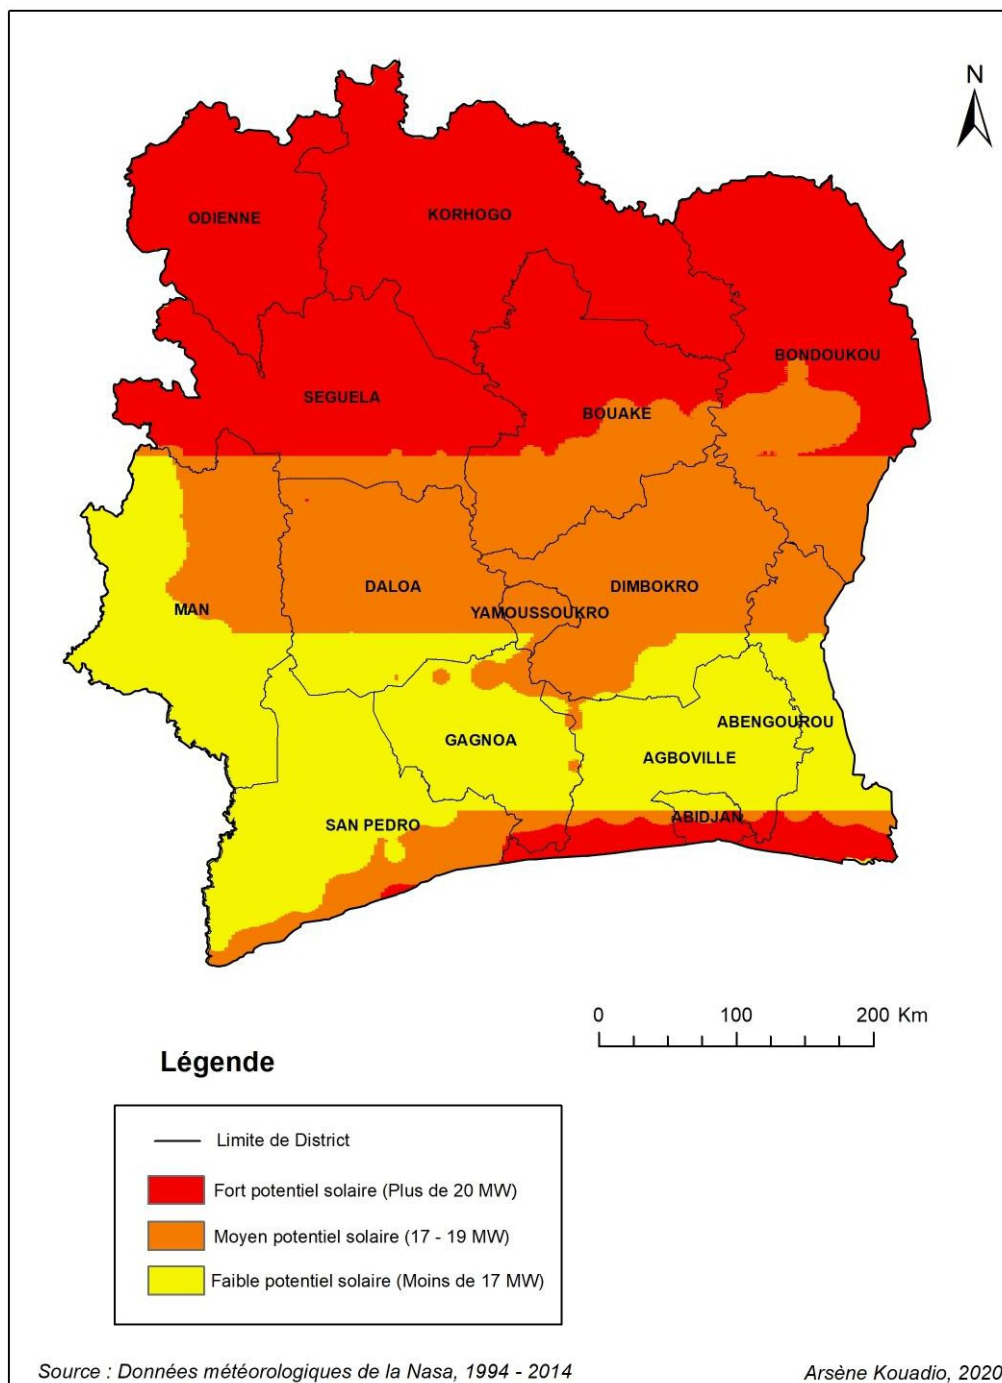 N
KORHOGO
ODIENNE
BONDOUKOU
SEGUELA
BOUAKE
DALOA
DIMBOKRO
MAN
YAMOUSSOUKRO
ABENGOUROU
GAGNOA
AGBOVILLE
ABIDJAN
SAN PEDRO
0 100 200 Km
Légende
Limite de District
Fort potentiel solaire (Plus de 20 MW)
Moyen potentiel solaire (17 - 19 MW)
Faible potentiel solaire (Moins de 17 MW)
Source : Données météorologiques de la Nasa, 1994 - 2014
Arsène Kouadio, 2020